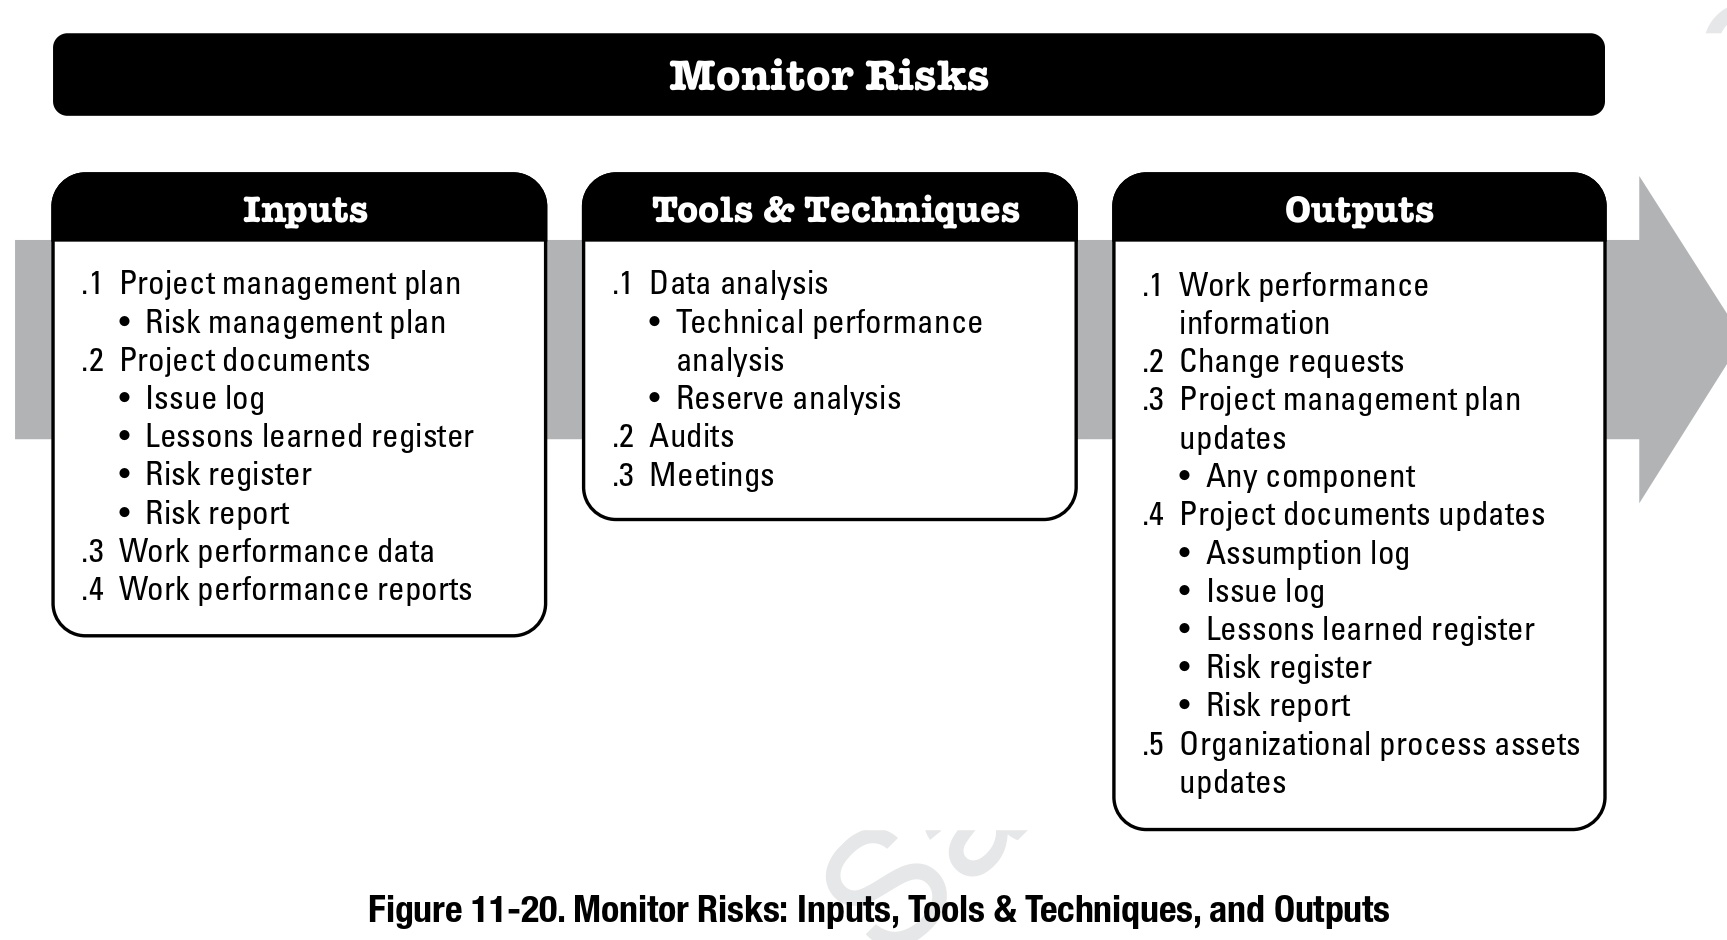 Monitor Risks
Inputs
.1 Project management plan
• Risk management plan
.2 Project documents
• Issue log
• Lessons learned register
• Risk register
• Risk report
.3 Work performance data
.4 Work performance reports
Tools & Techniques
.1 Data analysis
• Technical performance
analysis
• Reserve analysis
.2 Audits
.3 Meetings
Outputs
.1 Work performance
information
.2 Change requests
.3 Project management plan
updates
• Any component
.4 Project documents updates
• Assumption log
• Issue log
• Lessons learned register
• Risk register
• Risk report
.5 Organizational process assets
updates
Figure 11-20. Monitor Risks: Inputs, Tools & Techniques, and Outputs